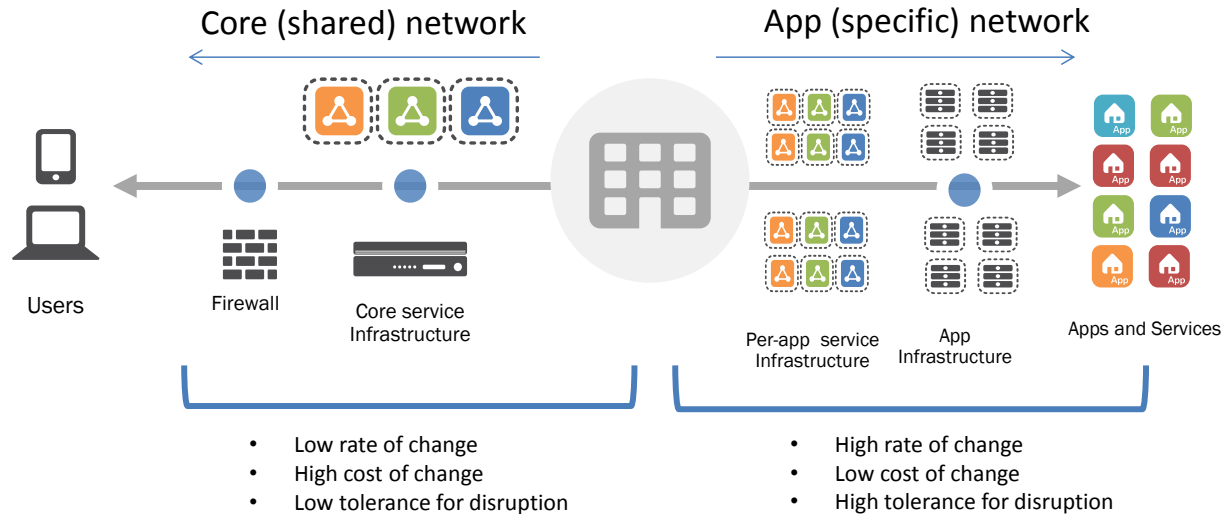 Core (shared) network
App (specific) network
Users
Firewall
Core service
Infrastructure
Per-app service
Infrastructure
App
Infrastructure
App
App
App
App
App
App
App
App
Apps and Services
• Low rate of change
• High cost of change
• Low tolerance for disruption
• High rate of change
• Low cost of change
• High tolerance for disruption